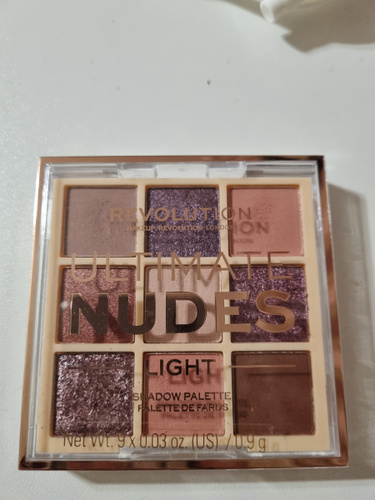 REVOLUTION
MAKEUP REVOLUTION LONDON
ULTIMATE
NUDES
LIGHT
SHADOW PALETTE
PALETTE DE FARDS
Net Wt. 9 x 0.03 oz. (US) / 0.9 g